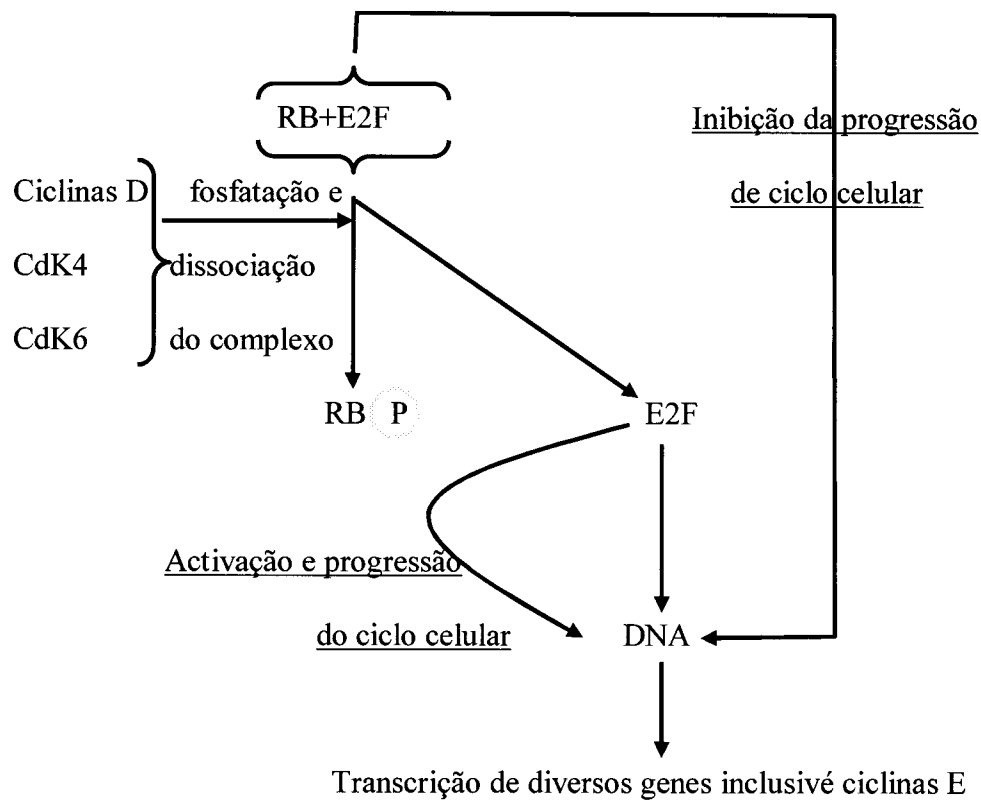 RB+E2F
Inibição da progressão
de ciclo celular
Ciclinas D
fosfatação e
CdK4
dissociação
CdK6
do complexo
RB P
E2F
Activação e progressão
do ciclo celular
DNA
Transcrição de diversos genes inclusivé ciclinas E